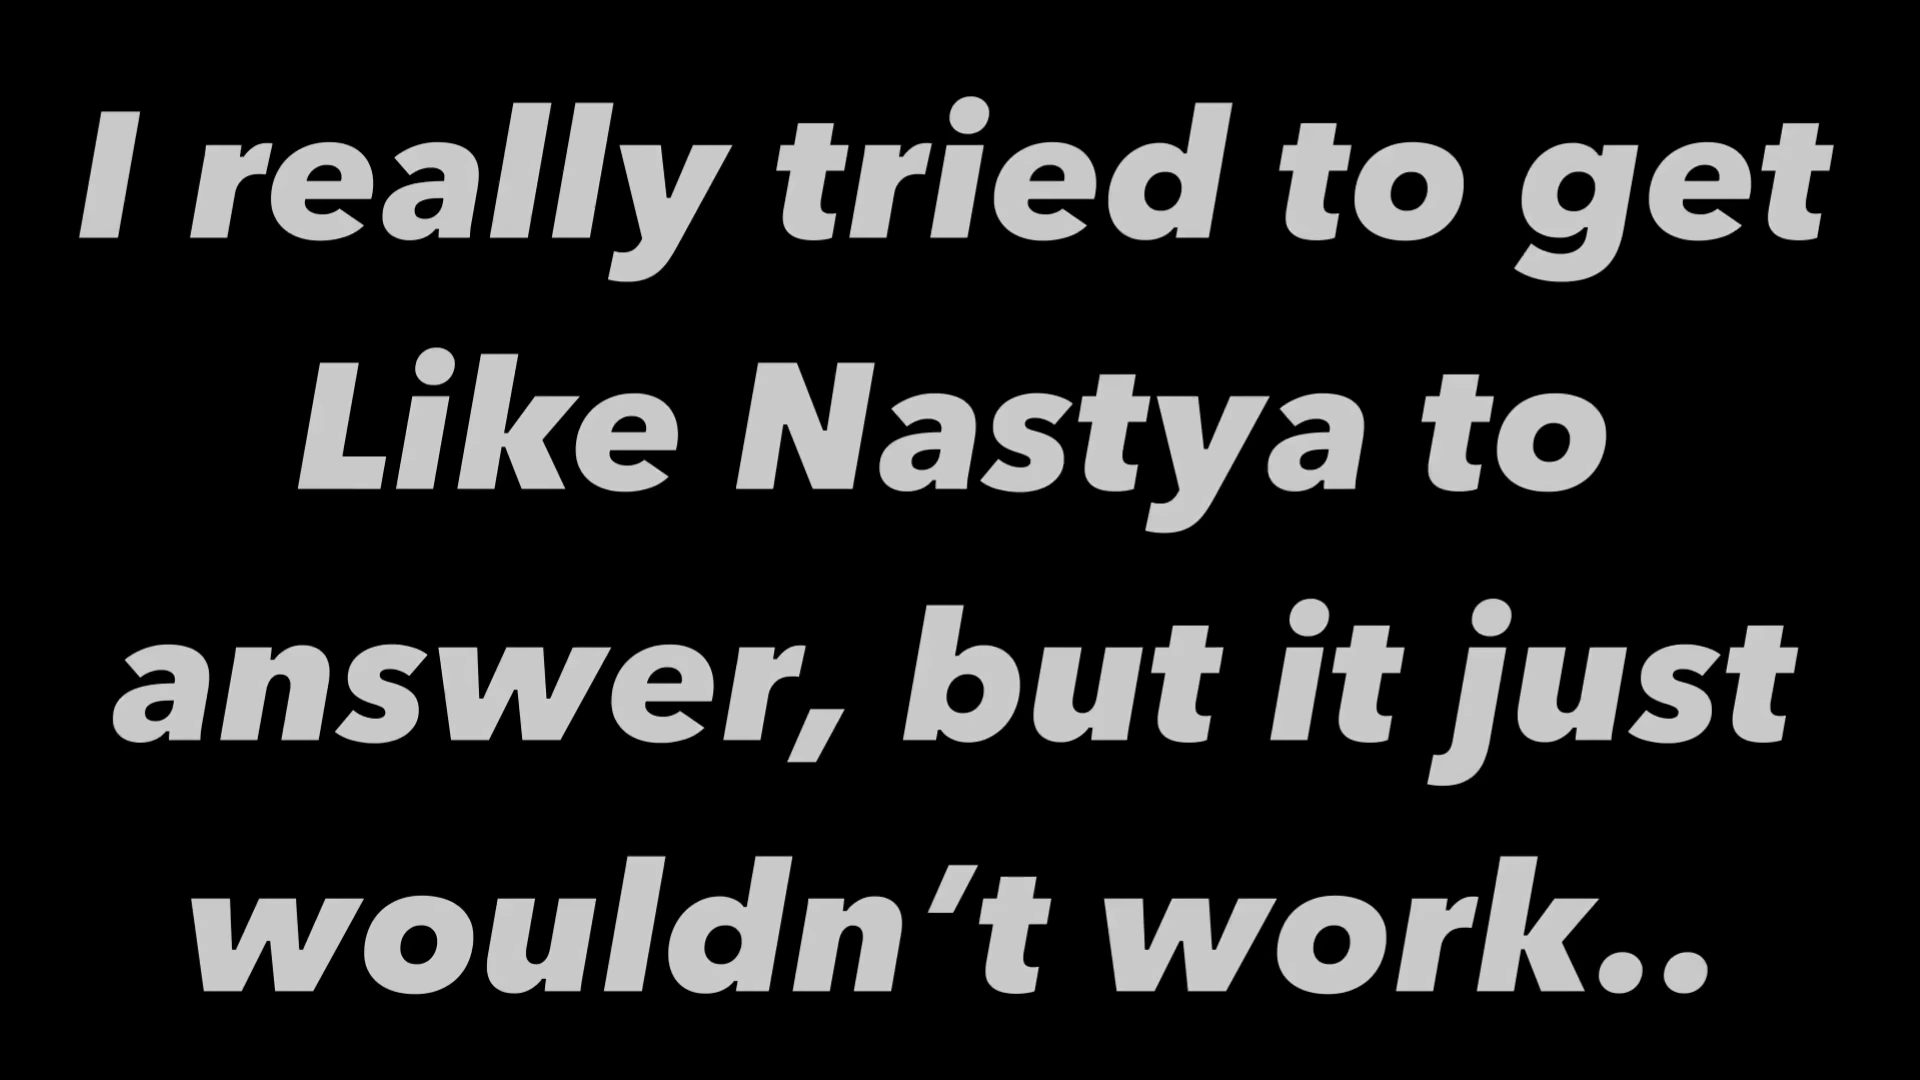 I really tried to get
Like Nastya to
answer, but it just
wouldn’t work..